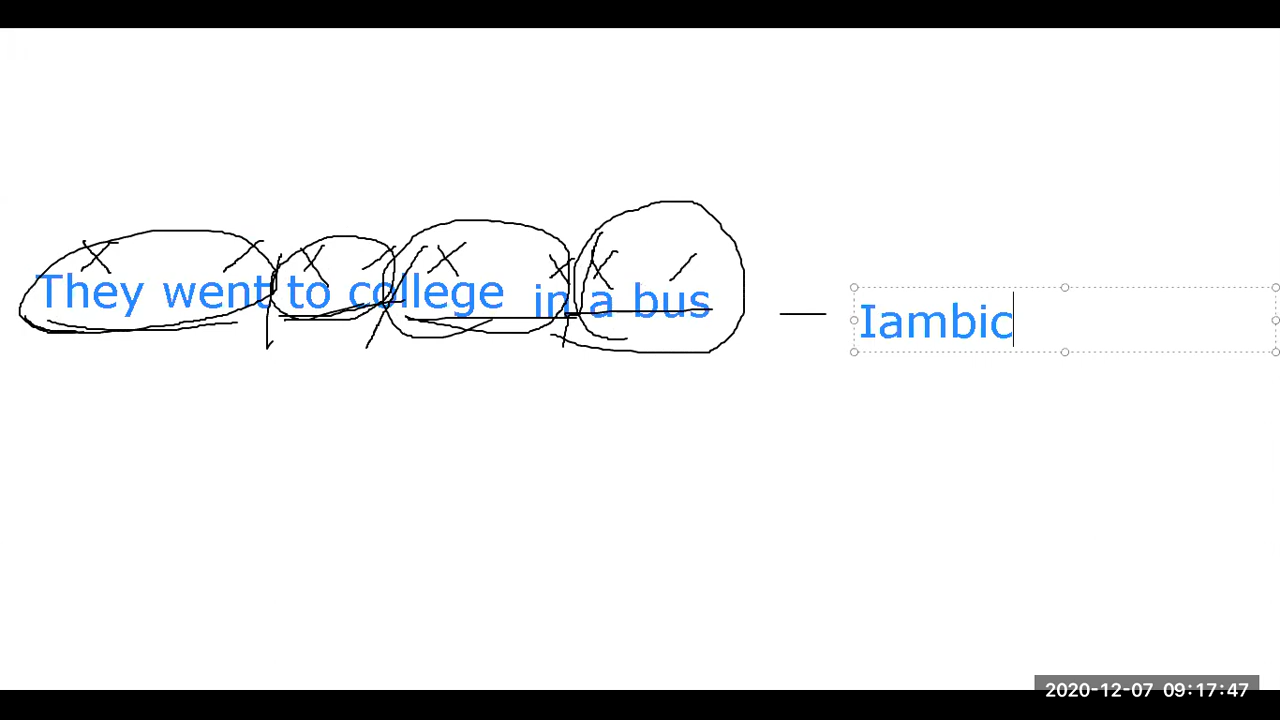 They went to college in a bus — Iambic
2020-12-07 09:17:47